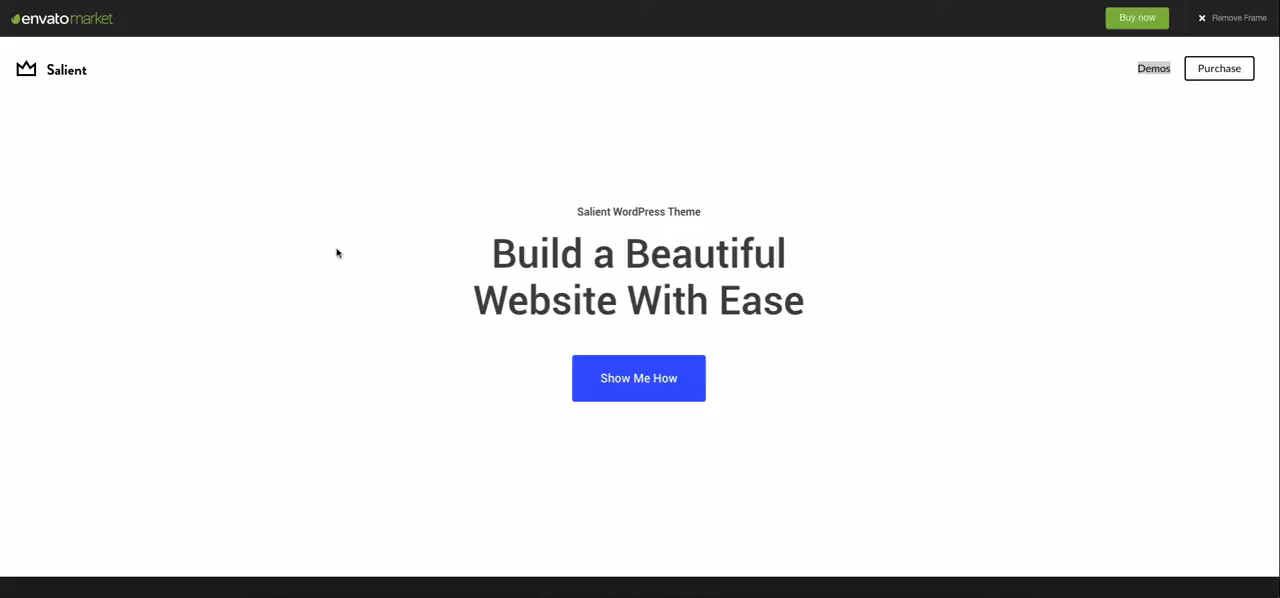 envatomarket
Buy now
Remove Frame
Salient
Demos
Purchase
Salient WordPress Theme
Build a Beautiful
Website With Ease
Show Me How